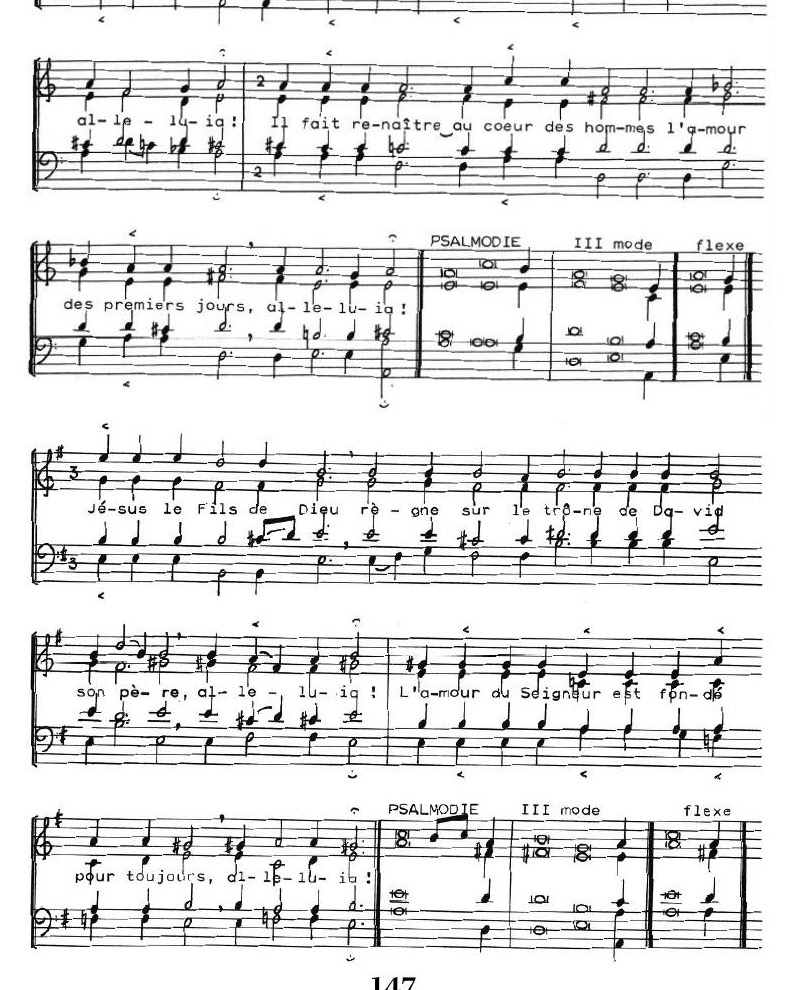 al- le - lu- ia ! Il fait re-naître au coeur des hom-mes l'a-mour
PSALMODIE III mode flexe
des premiers jours, al- le-lu- ia !
Jé-sus le Fils de Dieu rè - gne sur le trô-ne de Da- vid
son pè- re, al- le - lu- ia ! L'a-mour du Seigneur est fon-dé
PSALMODIE III mode flexe
pour toujours, al- le- lu- ia !
147